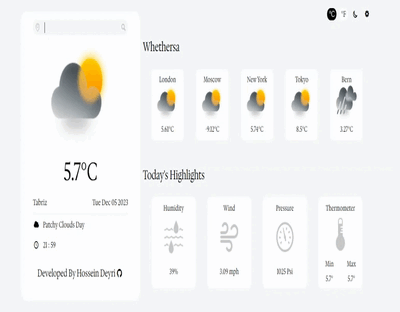 °C °F
Whethersa
London Moscow New York Tokyo Bern
5.61°C -9.12°C 5.74°C 8.5°C 3.27°C
5.7°C
Tabriz Tue Dec 05 2023
Patchy Clouds Day
21 : 59
Developed By Hossein Deyri
Today's Highlights
Humidity Wind Pressure Thermometer
Min Max
39% 3.09 mph 1025 Psi 5.7° 5.7°